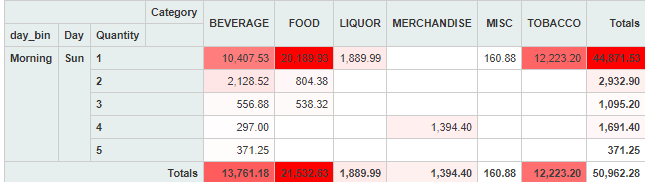 Category
BEVERAGE FOOD LIQUOR MERCHANDISE MISC TOBACCO Totals
day_bin Day Quantity
Morning Sun 1 10,407.53 20,189.93 1,889.99 160.88 12,223.20 44,871.53
2 2,128.52 804.38 2,932.90
3 556.88 538.32 1,095.20
4 297.00 1,394.40 1,691.40
5 371.25 371.25
Totals 13,761.18 21,532.63 1,889.99 1,394.40 160.88 12,223.20 50,962.28